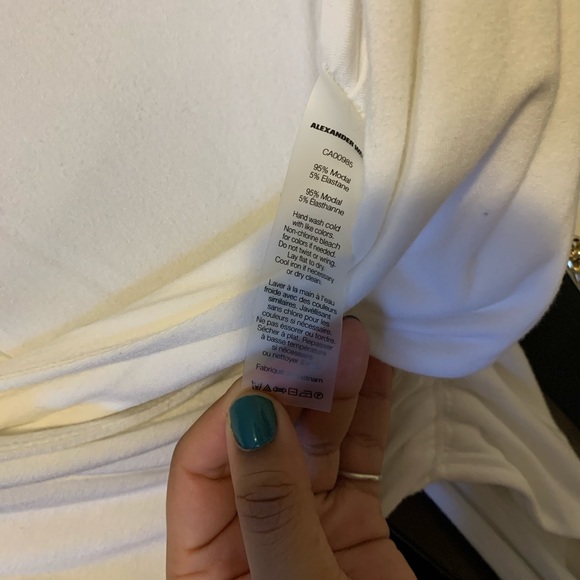 ALEXANDER
CA00985
95% Modal
5% Elastane
95% Modal
5% Élasthanne
Hand wash cold
with like colors.
Non-chlorine bleach
for colors if needed.
Do not twist or wring.
Lay flat to dry.
Cool iron if necessary
or dry clean.
Laver à la main à l'eau
froide avec des couleurs
similaires. Javellisant
sans chlore pour les
couleurs si nécessaire.
Ne pas essorer ou tordre.
Sécher à plat. Repasser
à basse température
si nécessaire
ou nettoyer
Fabriqué